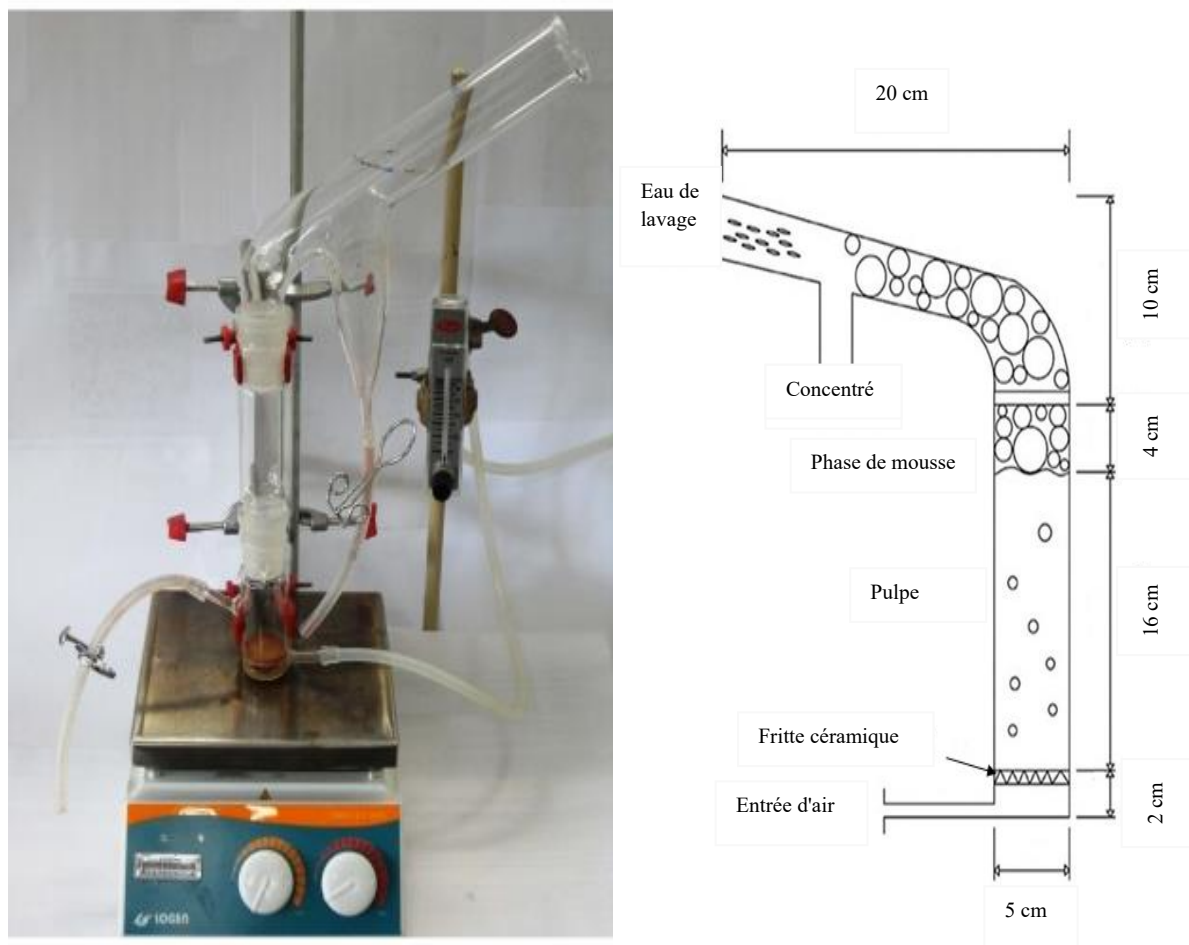 20 cm
Eau de
lavage
10 cm
Concentré
4 cm
Phase de mousse
Pulpe
16 cm
Fritte céramique
Entrée d'air
2 cm
5 cm